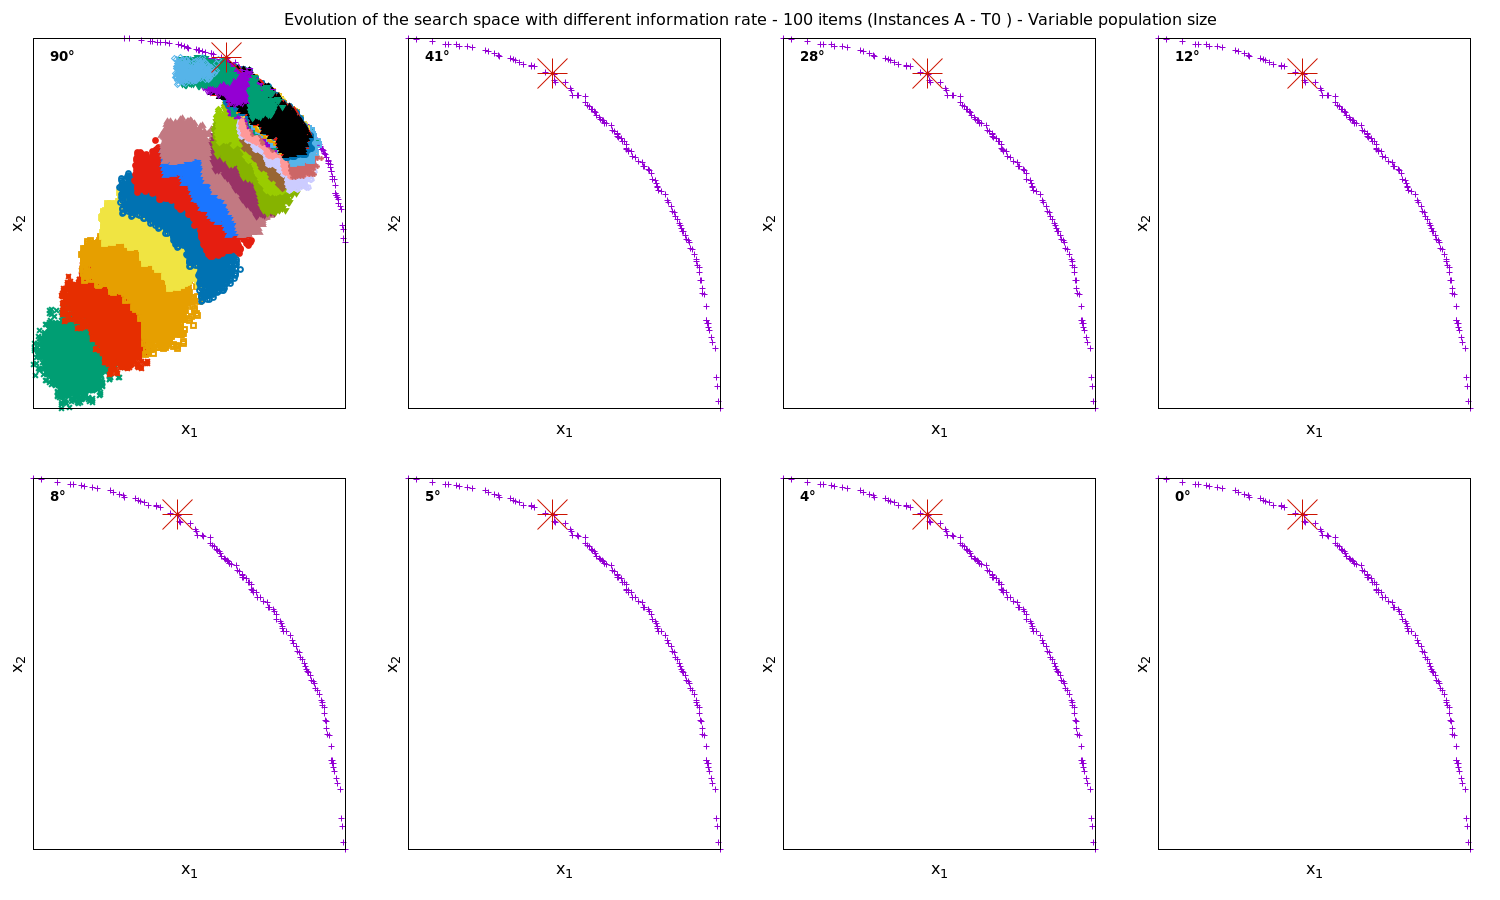 Evolution of the search space with different information rate - 100 items (Instances A - T0 ) - Variable population size
90°
41°
28°
12°
x2
x2
x2
x2
x1
x1
x1
x1
8°
5°
4°
0°
x2
x2
x2
x2
x1
x1
x1
x1